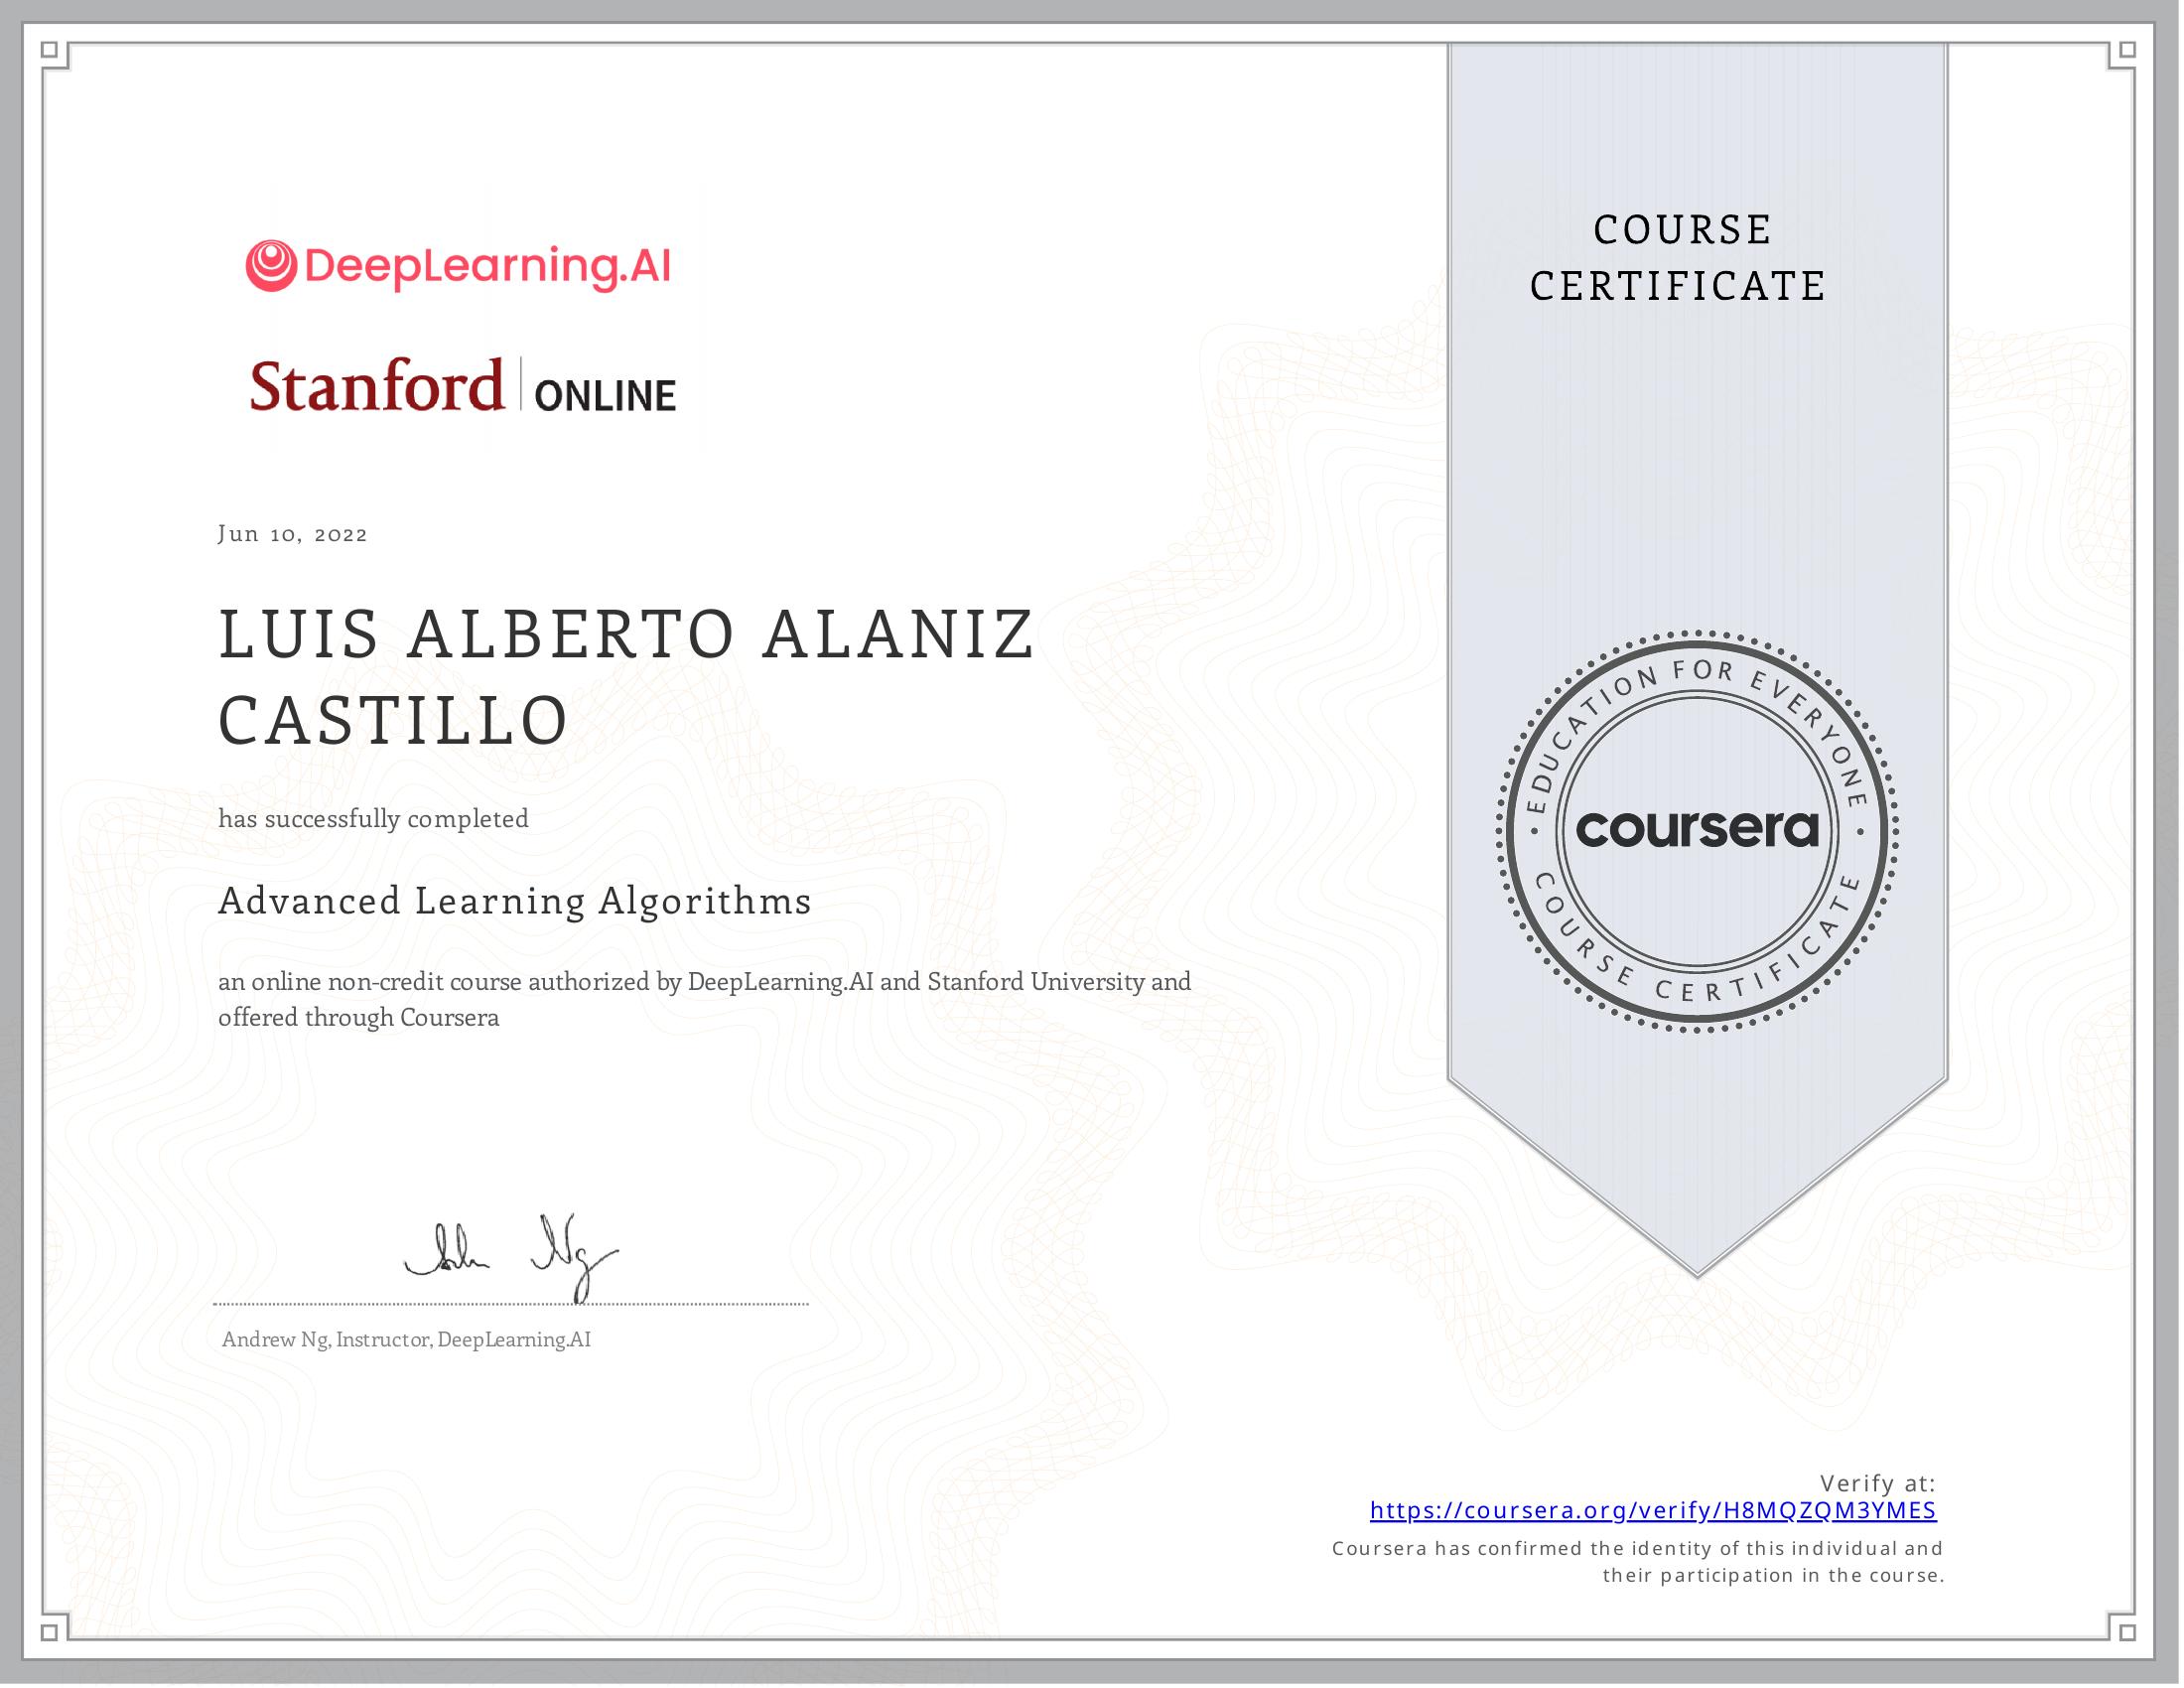 DeepLearning.AI
Stanford | ONLINE
Jun 10, 2022
LUIS ALBERTO ALANIZ
CASTILLO
has successfully completed
Advanced Learning Algorithms
an online non-credit course authorized by DeepLearning.AI and Stanford University and
offered through Coursera
Andrew Ng
Andrew Ng, Instructor, DeepLearning.AI
COURSE
CERTIFICATE
EDUCATION FOR EVERYONE
coursera
COURSE CERTIFICATE
Verify at:
https://coursera.org/verify/H8MQZQM3YMES
Coursera has confirmed the identity of this individual and
their participation in the course.